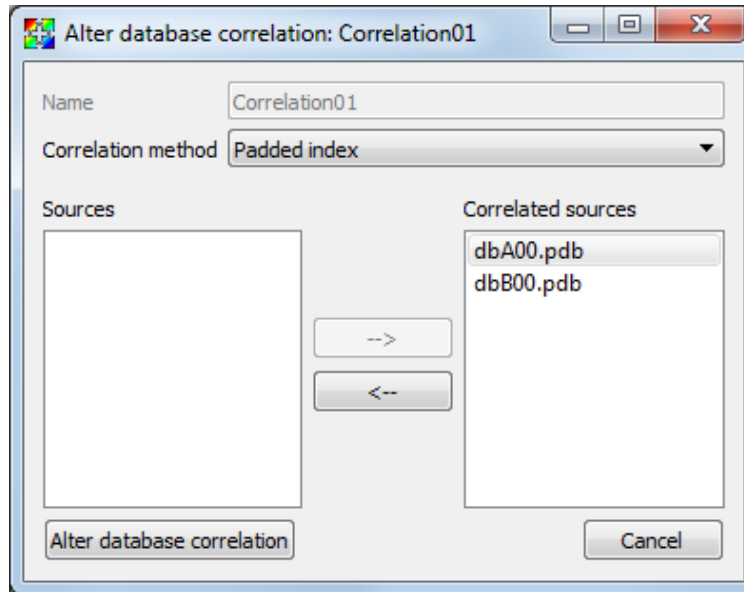 Alter database correlation: Correlation01
Name Correlation01
Correlation method Padded index
Sources
Correlated sources
dbA00.pdb
dbB00.pdb
-->
<--
Alter database correlation
Cancel